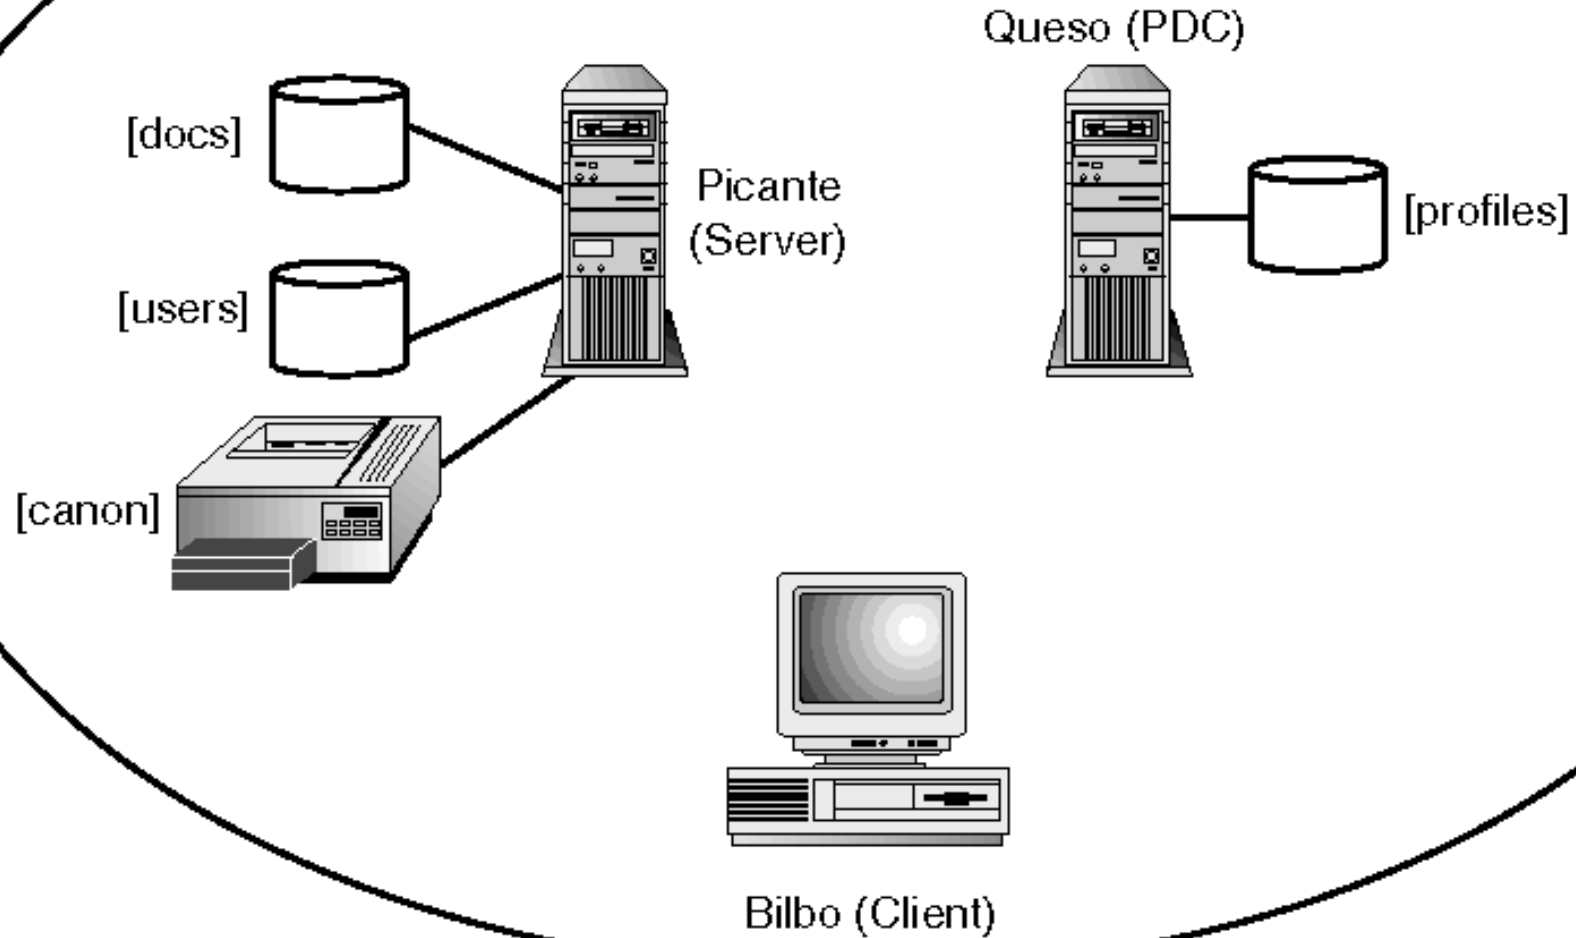 Queso (PDC)
[docs]
Picante
(Server)
[profiles]
[users]
[canon]
Bilbo (Client)